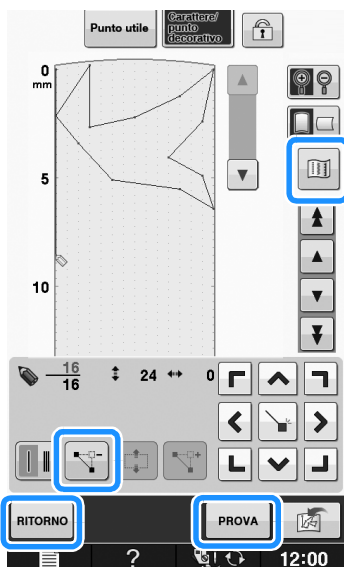 Punto utile
Carattere/
punto
decorativo
0
mm
5
10
16
16
24
0
RITORNO
PROVA
?
12:00